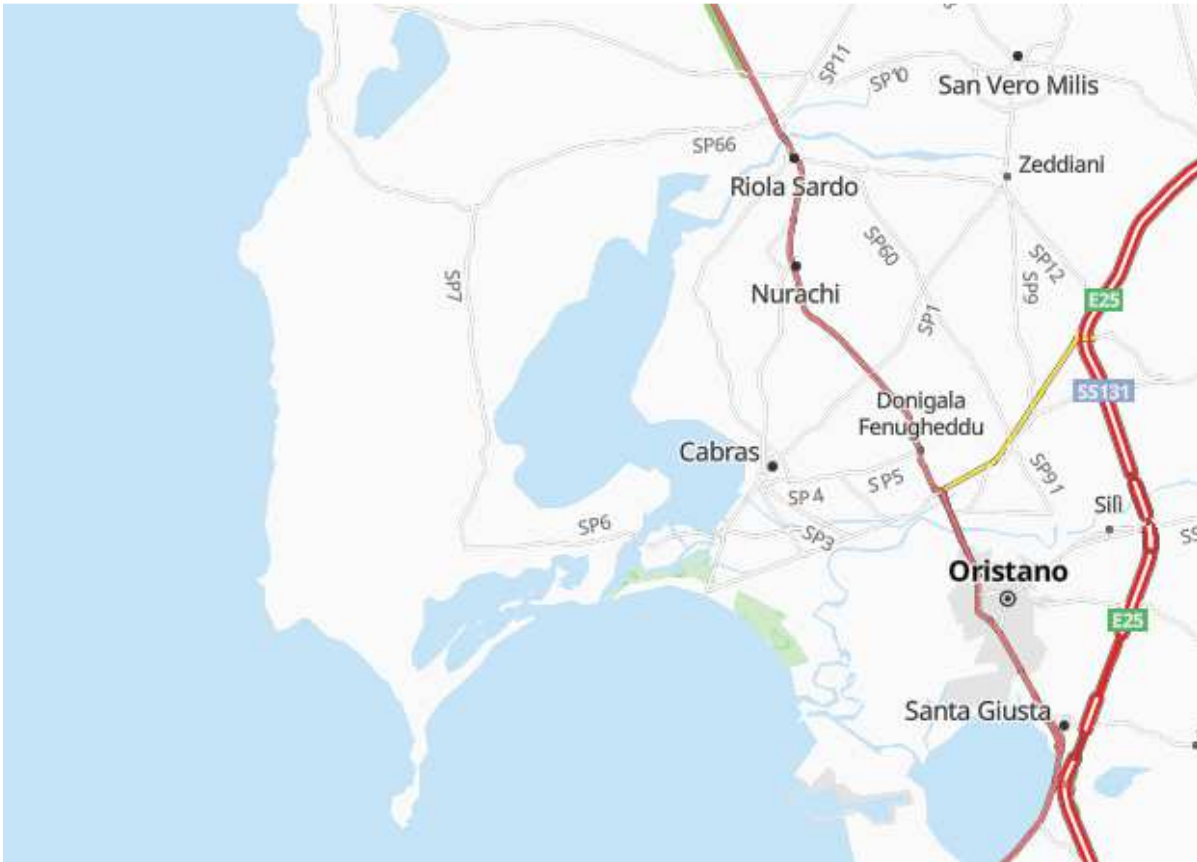 SP11
SP10
San Vero Milis
SP66
Zeddiani
Riola Sardo
SP60
SP12
SP7
SP9
E25
Nurachi
SP1
SS131
Donigala
Fenugheddu
Cabras
SP5
SP91
SP4
Silì
SP6
SP3
SS
Oristano
E25
Santa Giusta